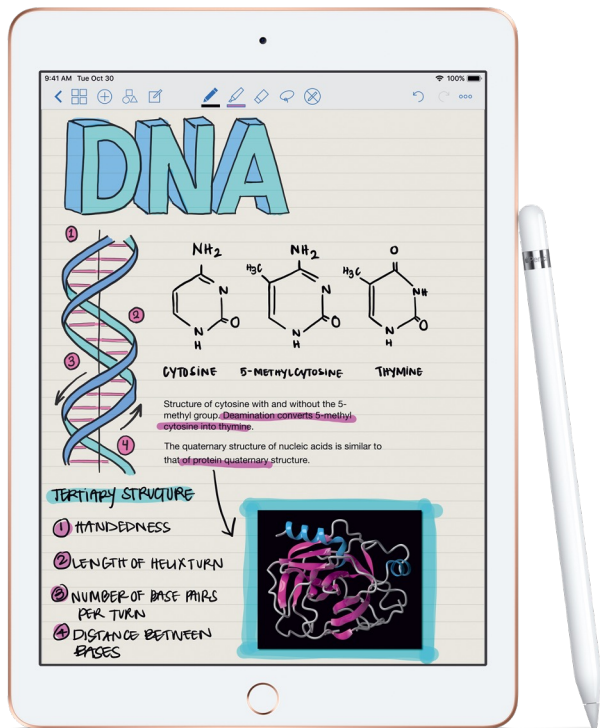 9:41 AM Tue Oct 30
100%
DNA
1
2
3
4
NH2
N
O
N
H
CYTOSINE
NH2
H3C
N
O
N
H
5-METHYLCYTOSINE
O
H3C
NH
O
N
H
THYMINE
Structure of cytosine with and without the 5-
methyl group. Deamination converts 5-methyl
cytosine into thymine.
The quaternary structure of nucleic acids is similar to
that of protein quaternary structure.
TERTIARY STRUCTURE
1 HANDEDNESS
2 LENGTH OF HELIX TURN
3 NUMBER OF BASE PAIRS
PER TURN
4 DISTANCE BETWEEN
BASES